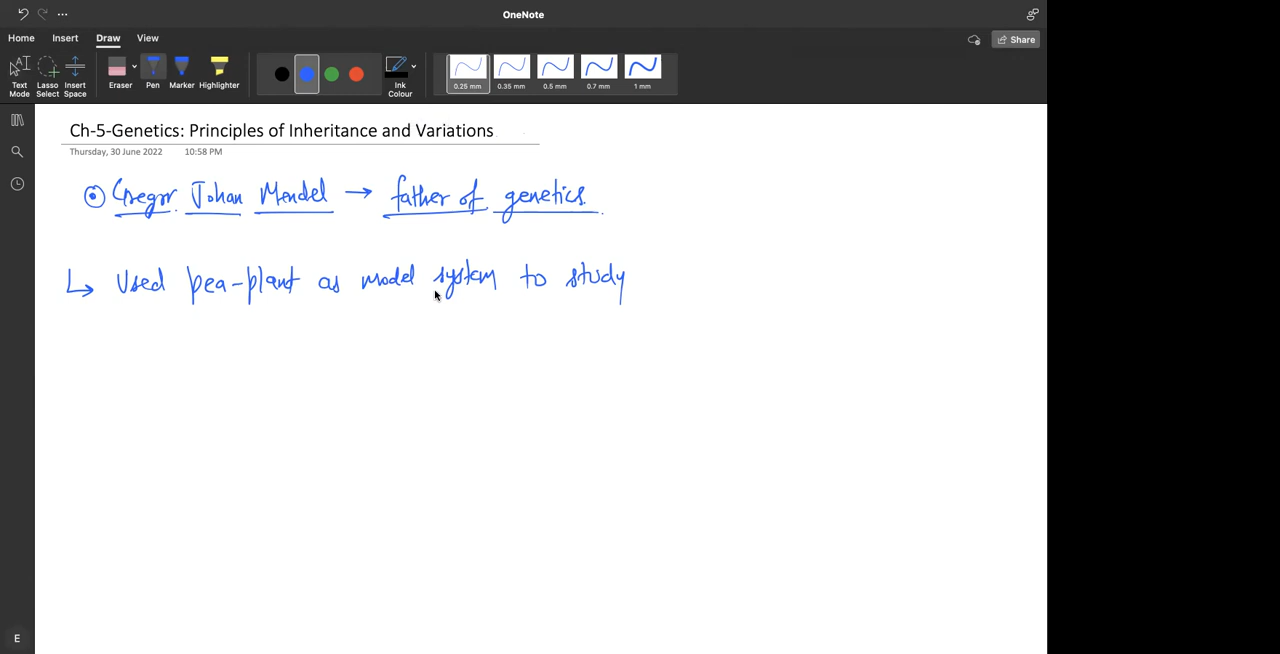 OneNote
Home Insert Draw View
Share
Text Mode
Lasso Select
Insert Space
Eraser
Pen
Marker
Highlighter
Ink Colour
0.25 mm
0.35 mm
0.5 mm
0.7 mm
1 mm
Ch-5-Genetics: Principles of Inheritance and Variations
Thursday, 30 June 2022 10:58 PM
Gregor Johan Mendel → father of genetics.
↳ Used pea-plant as model system to study
E